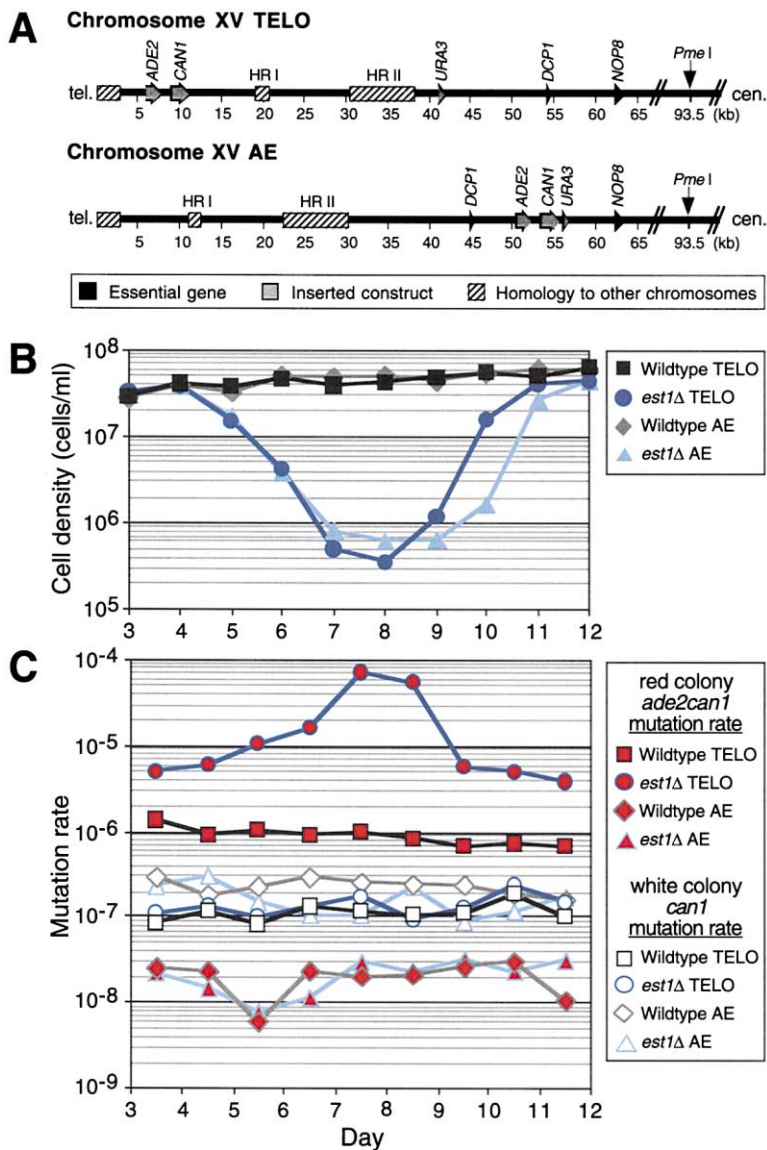 A
Chromosome XV TELO
ADE2 CAN1 HR I HR II URA3 DCP1 NOP8 Pme I
tel. cen.
5 10 15 20 25 30 35 40 45 50 55 60 65 93.5 (kb)
Chromosome XV AE
HR I HR II DCP1 ADE2 CAN1 URA3 NOP8 Pme I
tel. cen.
5 10 15 20 25 30 35 40 45 50 55 60 65 93.5 (kb)
Essential gene Inserted construct Homology to other chromosomes
B
Cell density (cells/ml)
10^8
10^7
10^6
10^5
3 4 5 6 7 8 9 10 11 12
Wildtype TELO
est1Δ TELO
Wildtype AE
est1Δ AE
C
Mutation rate
10^-4
10^-5
10^-6
10^-7
10^-8
10^-9
3 4 5 6 7 8 9 10 11 12
Day
red colony
ade2can1
mutation rate
Wildtype TELO
est1Δ TELO
Wildtype AE
est1Δ AE
white colony
can1
mutation rate
Wildtype TELO
est1Δ TELO
Wildtype AE
est1Δ AE